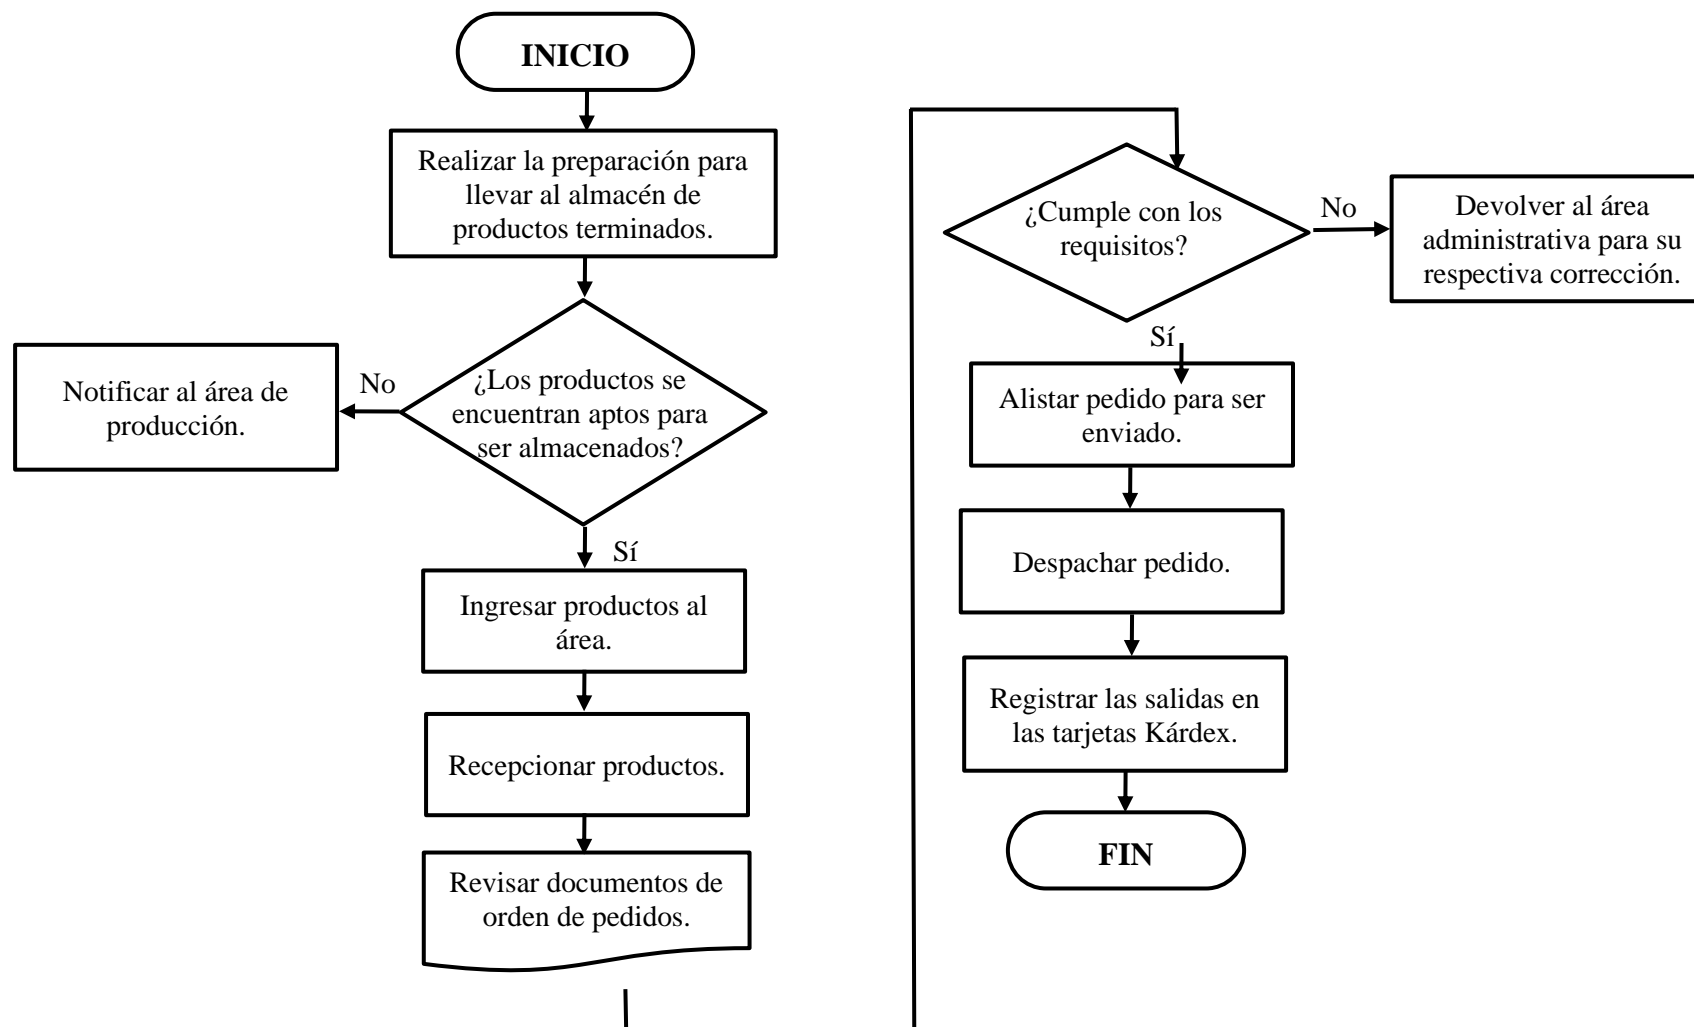 INICIO
Realizar la preparación para
llevar al almacén de
productos terminados.
¿Los productos se
encuentran aptos para
ser almacenados?
No
Notificar al área de
producción.
Sí
Ingresar productos al
área.
Recepcionar productos.
Revisar documentos de
orden de pedidos.
¿Cumple con los
requisitos?
No
Devolver al área
administrativa para su
respectiva corrección.
Sí
Alistar pedido para ser
enviado.
Despachar pedido.
Registrar las salidas en
las tarjetas Kárdex.
FIN